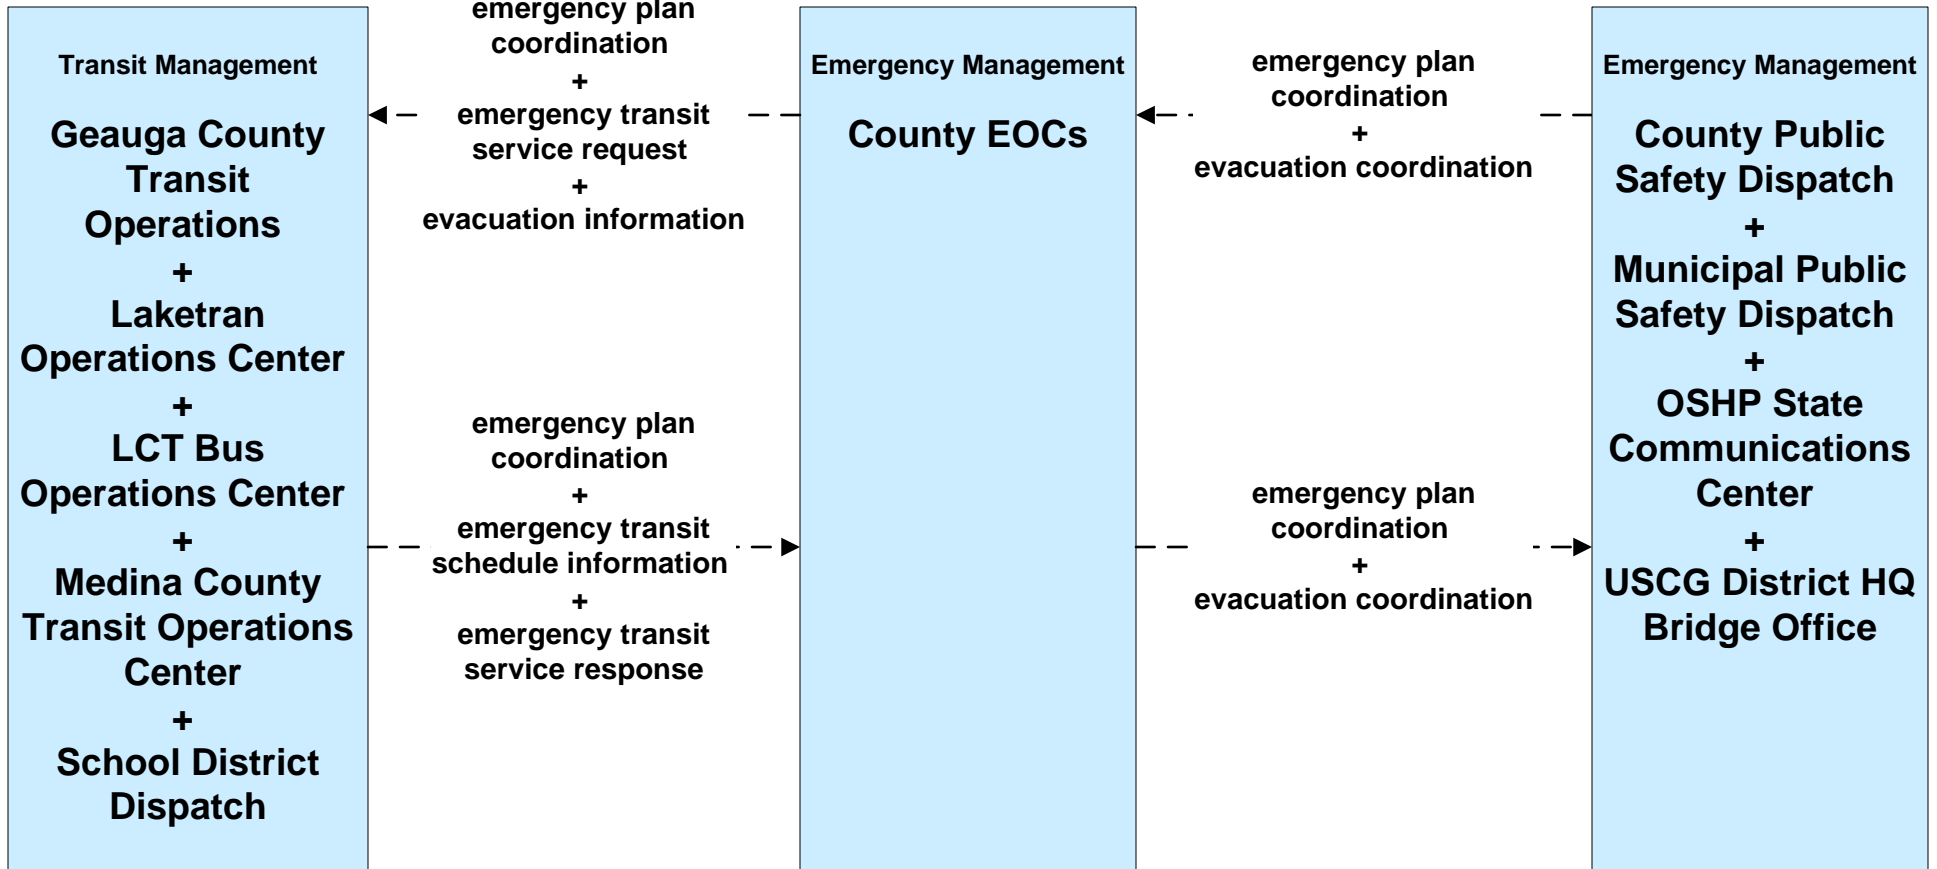 Transit Management
Geauga County
Transit
Operations
+
Laketran
Operations Center
+
LCT Bus
Operations Center
+
Medina County
Transit Operations
Center
+
School District
Dispatch
emergency plan
coordination
+
emergency transit
service request
+
evacuation information
emergency plan
coordination
+
emergency transit
schedule information
+
emergency transit
service response
Emergency Management
County EOCs
emergency plan
coordination
+
evacuation coordination
emergency plan
coordination
+
evacuation coordination
Emergency Management
County Public
Safety Dispatch
+
Municipal Public
Safety Dispatch
+
OSHP State
Communications
Center
+
USCG District HQ
Bridge Office